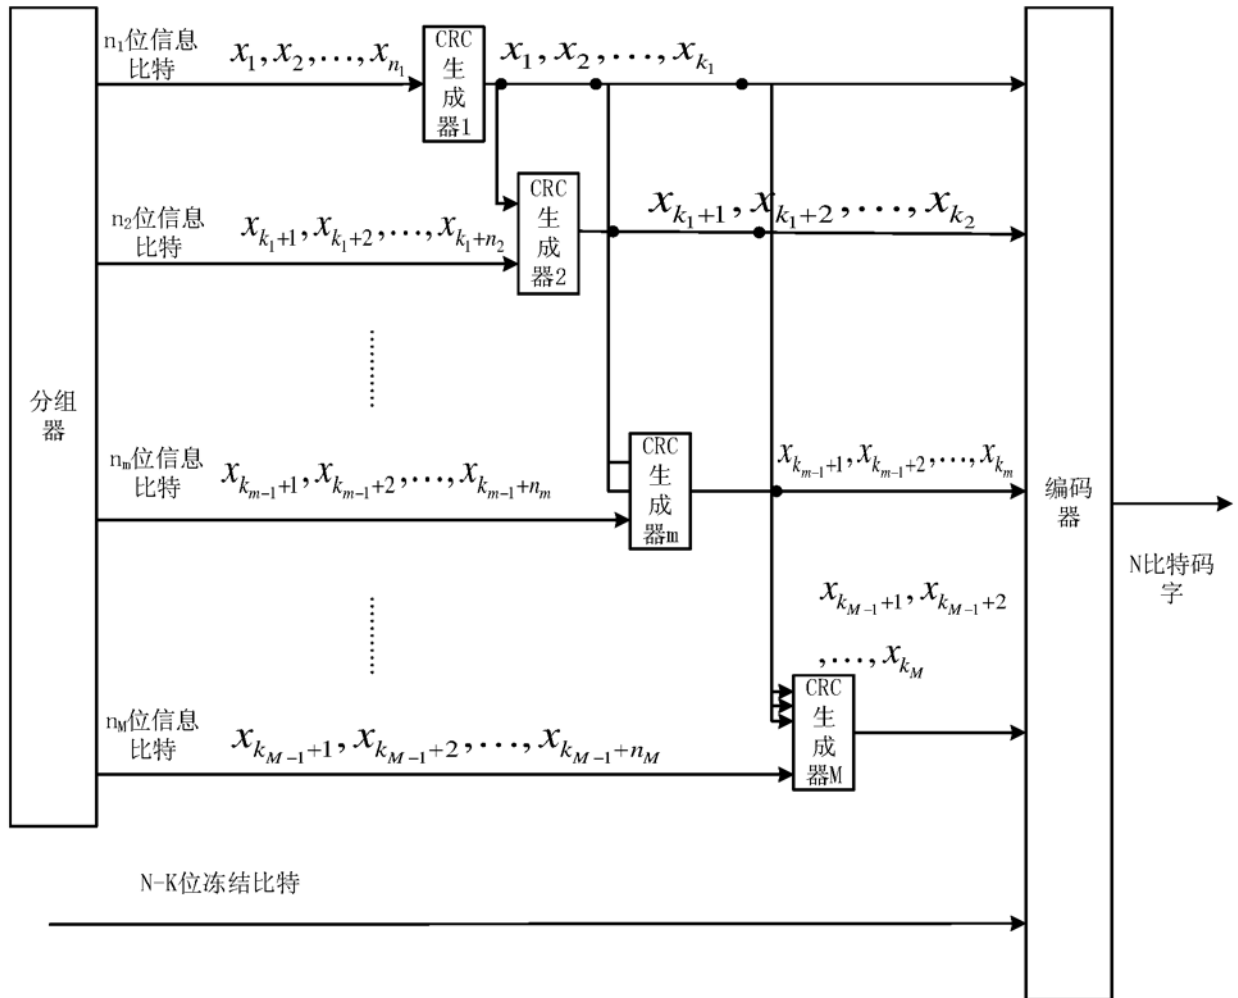 n₁位信息
比特
x₁, x₂, ..., x_{n₁}
CRC
生
成
器1
x₁, x₂, ..., x_{k₁}
n₂位信息
比特
x_{k₁+1}, x_{k₁+2}, ..., x_{k₁+n₂}
CRC
生
成
器2
x_{k₁+1}, x_{k₁+2}, ..., x_{k₂}
分组
器
n_m位信息
比特
x_{k_{m-1}+1}, x_{k_{m-1}+2}, ..., x_{k_{m-1}+n_m}
CRC
生
成
器m
x_{k_{m-1}+1}, x_{k_{m-1}+2}, ..., x_{k_m}
编码
器
N比特码
字
x_{k_{M-1}+1}, x_{k_{M-1}+2}
, ..., x_{k_M}
n_M位信息
比特
x_{k_{M-1}+1}, x_{k_{M-1}+2}, ..., x_{k_{M-1}+n_M}
CRC
生
成
器M
N-K位冻结比特